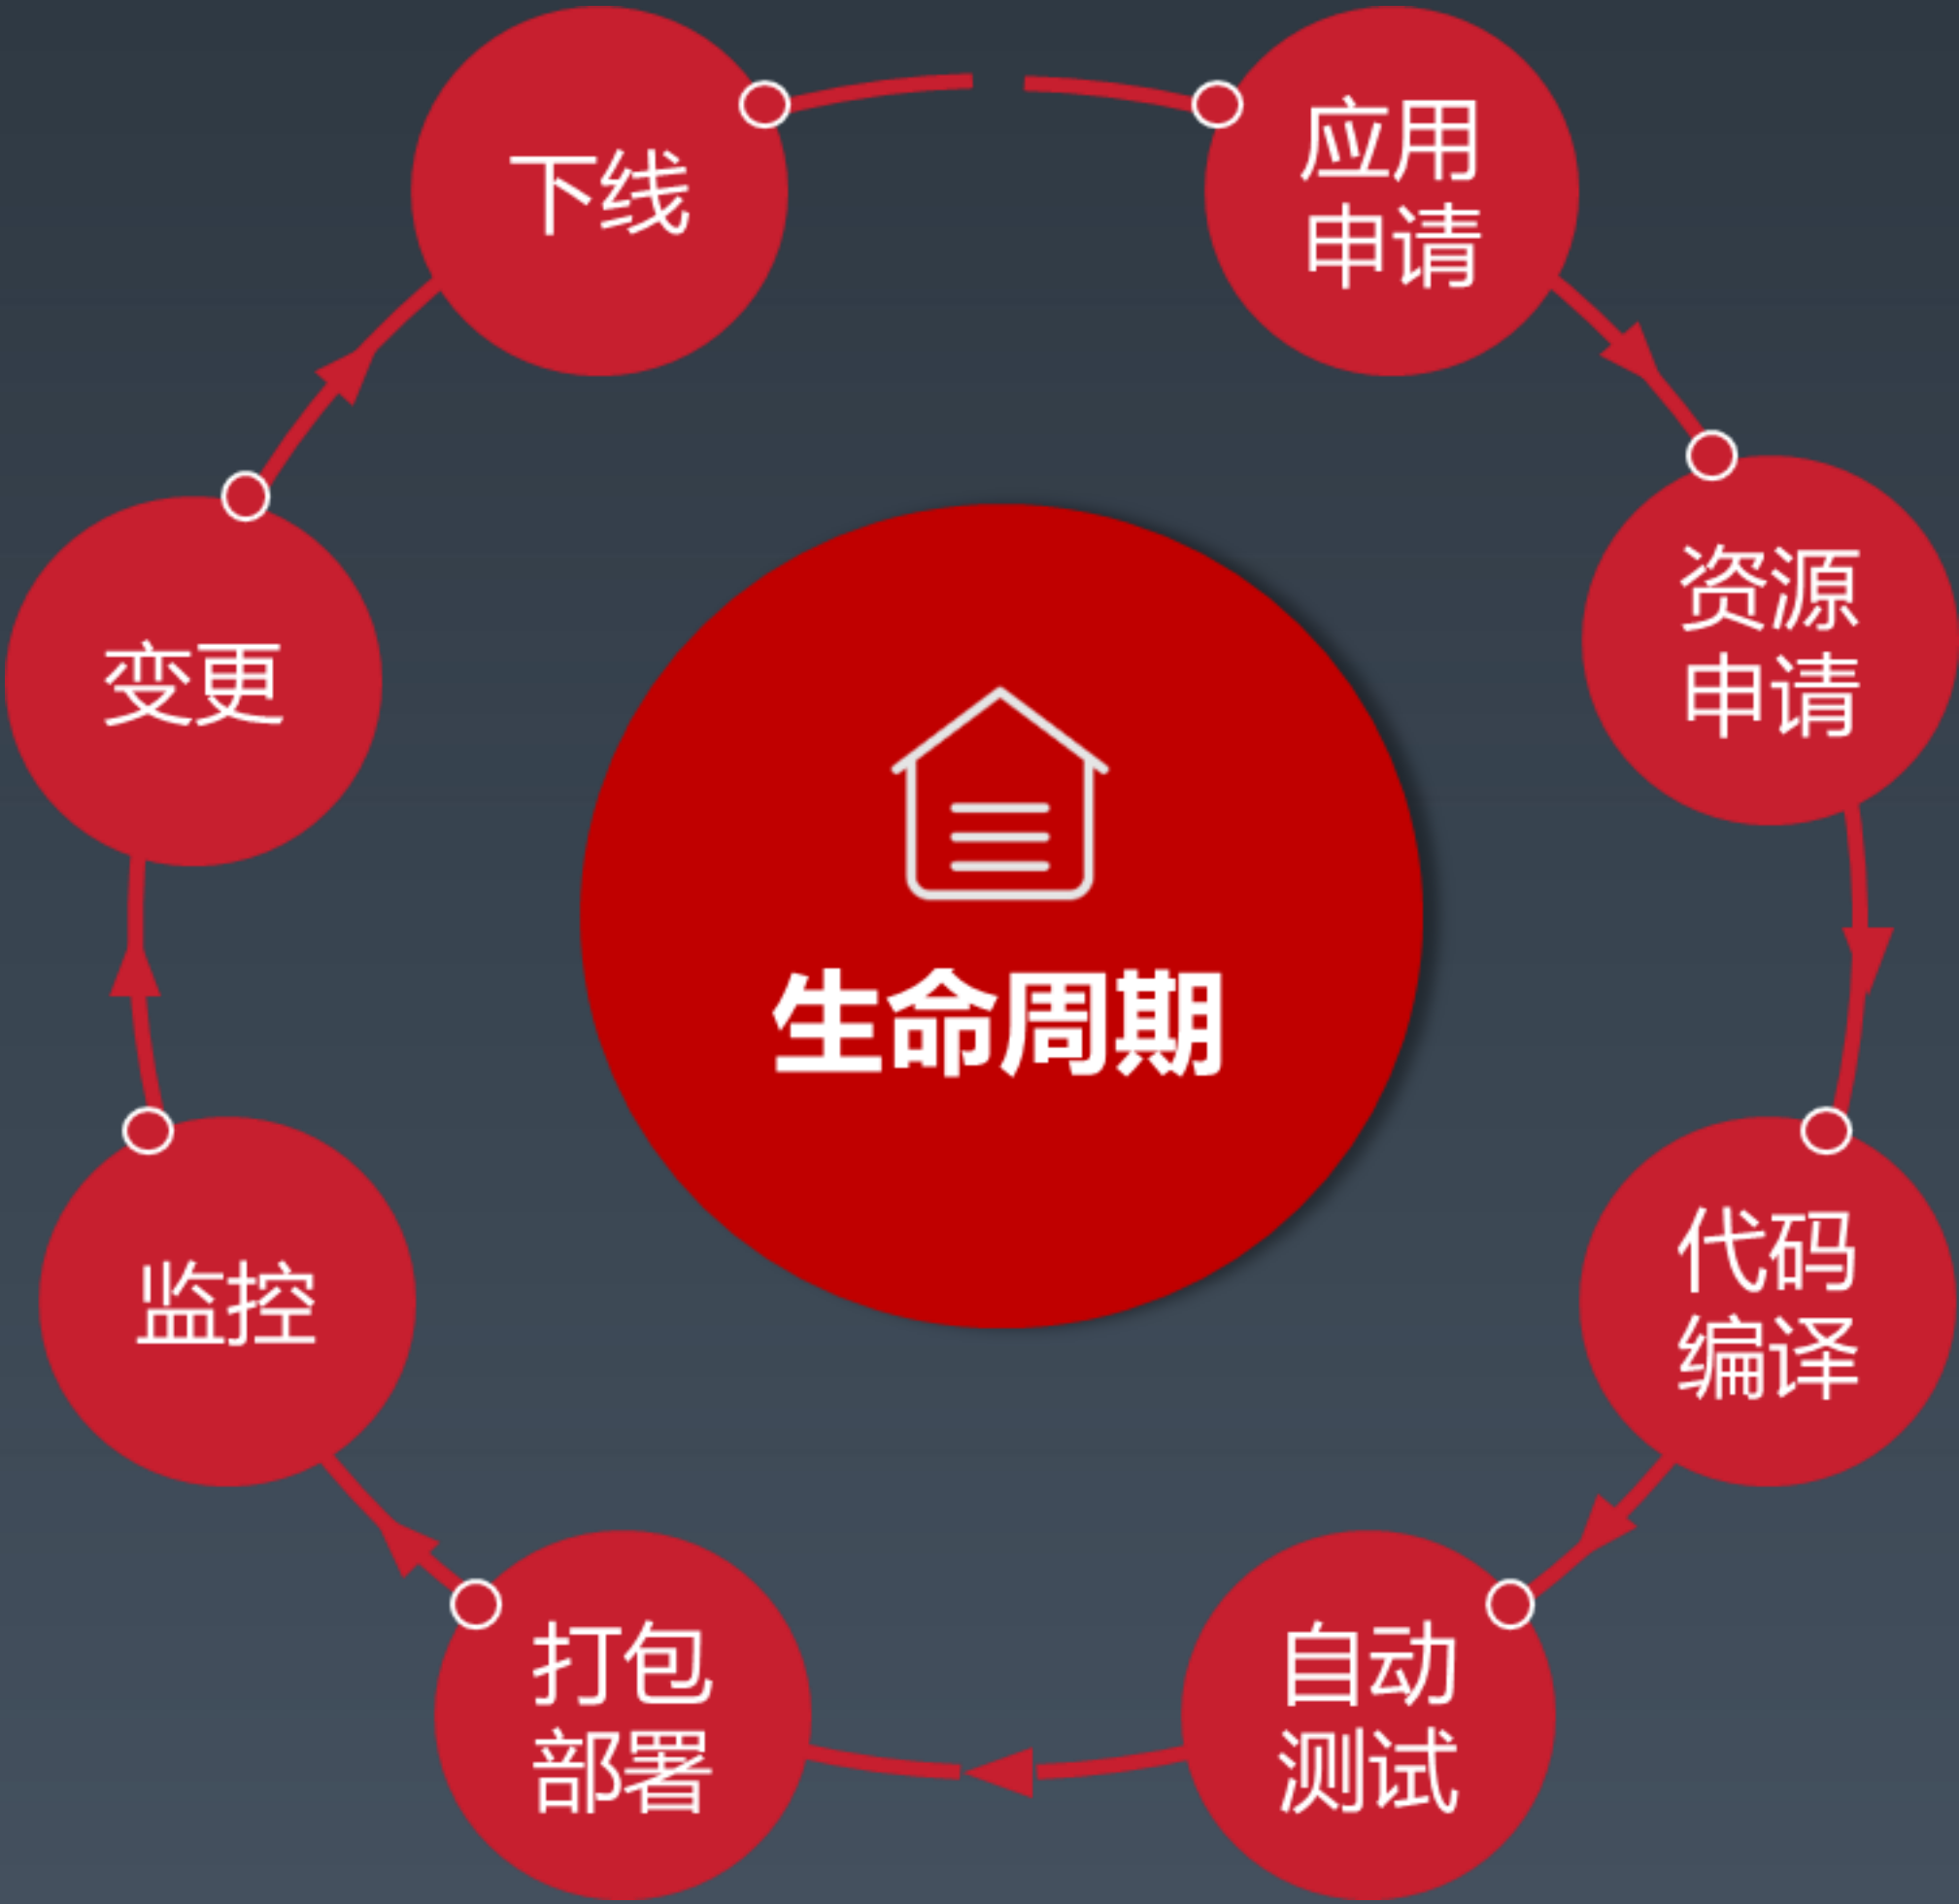 应用
申请
资源
申请
代码
编译
自动
测试
打包
部署
监控
变更
下线
生命周期